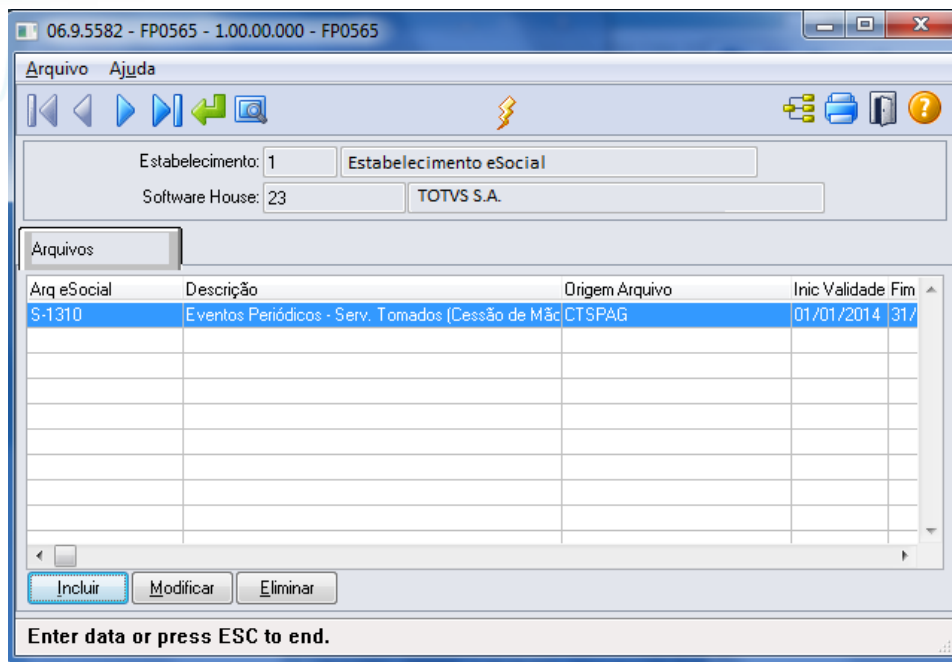 06.9.5582 - FP0565 - 1.00.00.000 - FP0565
Arquivo Ajuda
Estabelecimento: 1 Estabelecimento eSocial
Software House: 23 TOTVS S.A.
Arquivos
Arq eSocial Descrição Origem Arquivo Inic Validade Fim
S-1310 Eventos Periódicos - Serv. Tomados (Cessão de Mão CTSPAG 01/01/2014 31/
Incluir Modificar Eliminar
Enter data or press ESC to end.